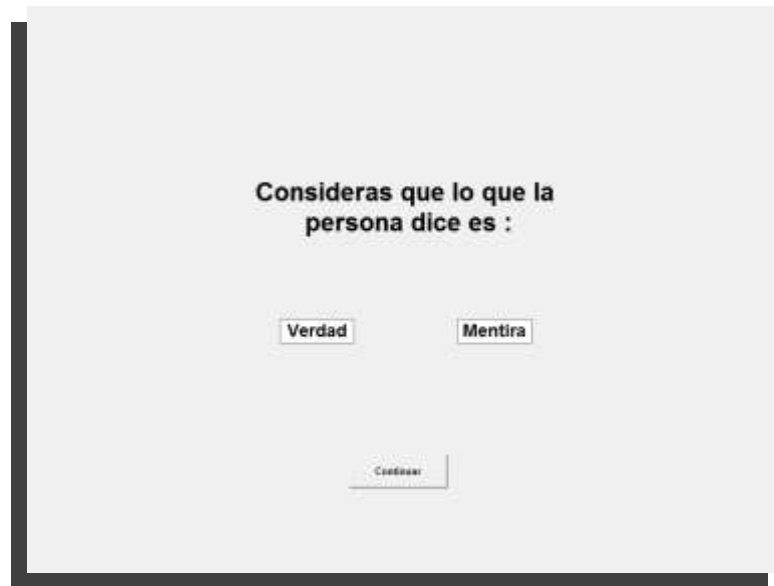 Consideras que lo que la
persona dice es :
Verdad
Mentira
Continuar